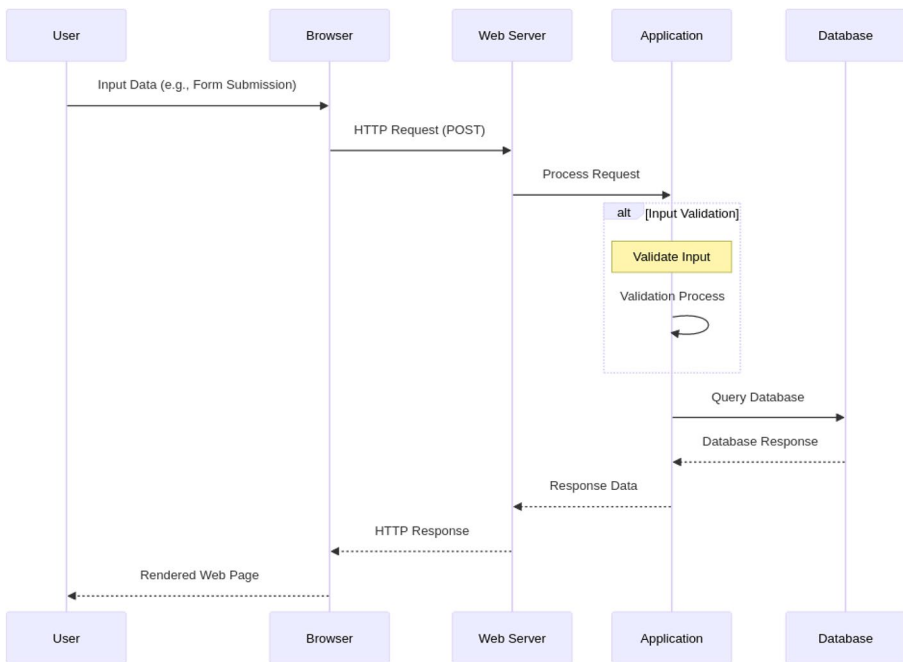 User Browser Web Server Application Database
Input Data (e.g., Form Submission)
HTTP Request (POST)
Process Request
alt [Input Validation]
Validate Input
Validation Process
Query Database
Database Response
Response Data
HTTP Response
Rendered Web Page
User Browser Web Server Application Database